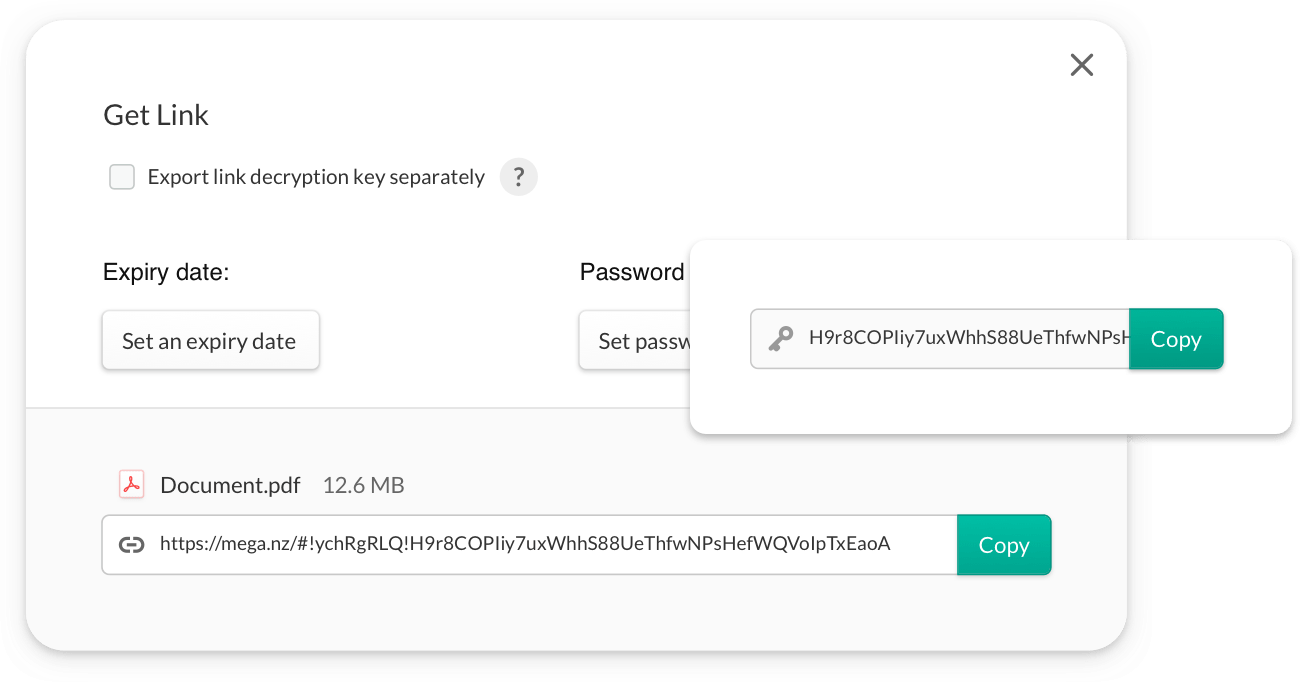 Get Link
Export link decryption key separately ?
Expiry date:
Password
Set an expiry date
Set passw
H9r8COPIiy7uxWhhS88UeThfwNPsH
Copy
Document.pdf 12.6 MB
https://mega.nz/#!ychRgRLQ!H9r8COPIiy7uxWhhS88UeThfwNPsHefWQVoIpTxEaoA
Copy